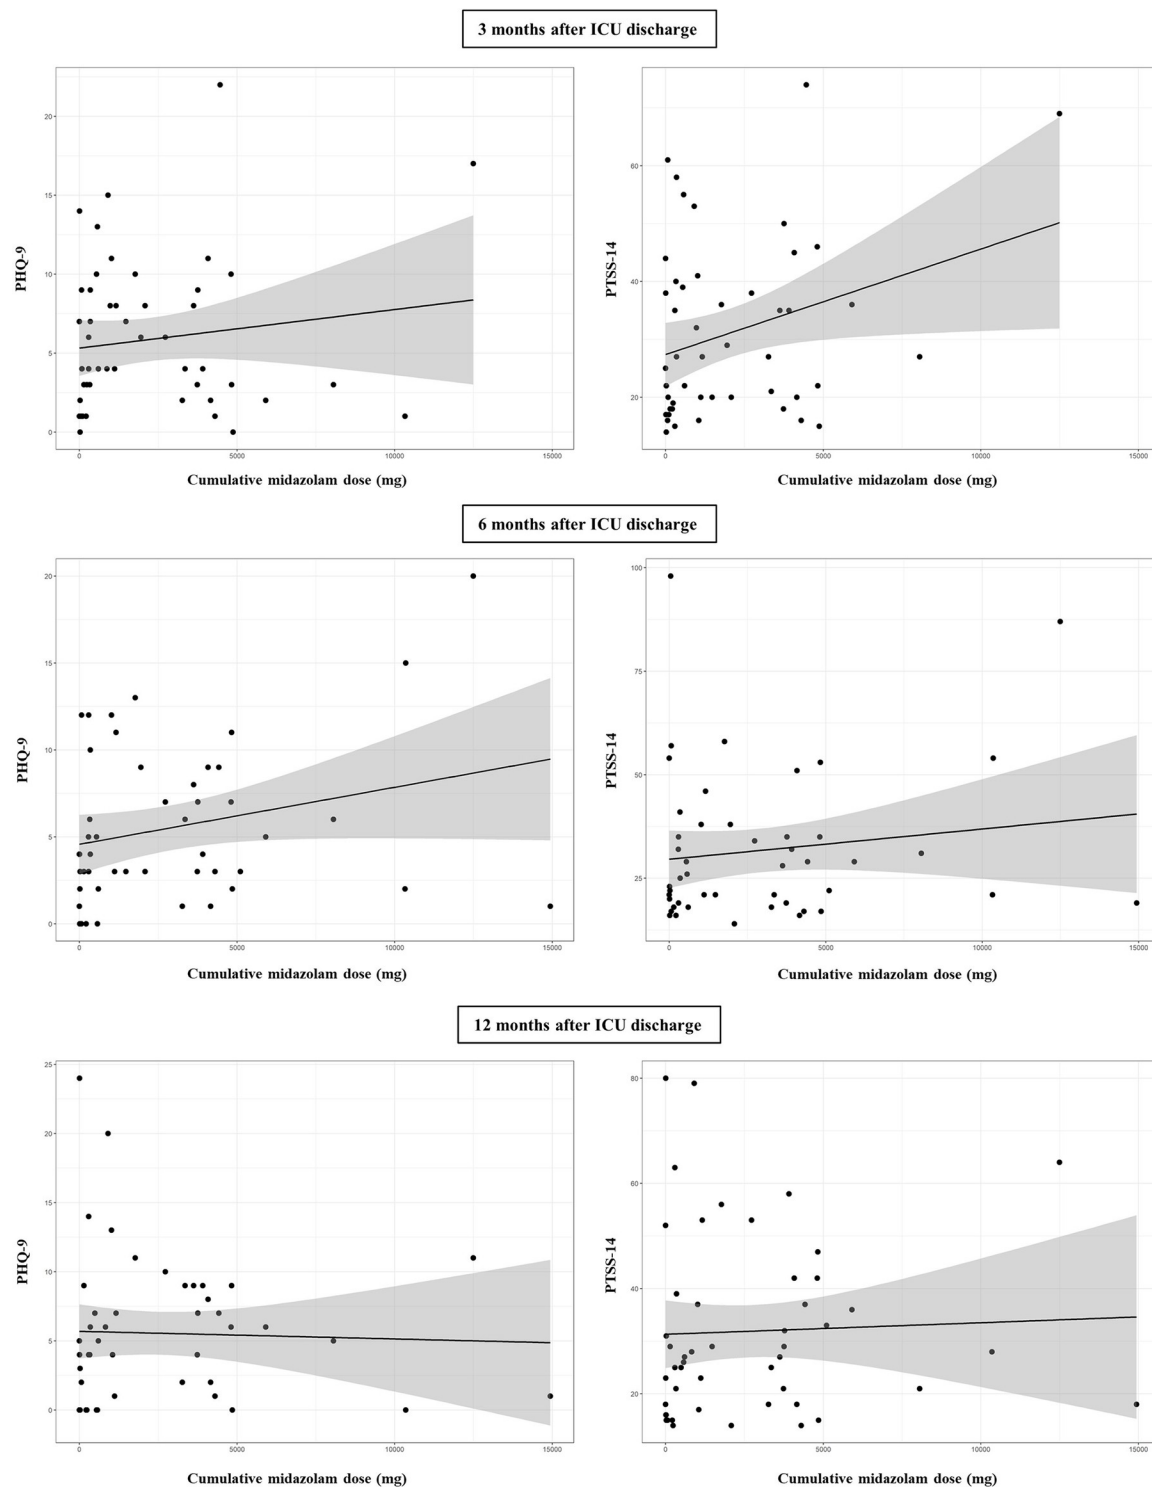 3 months after ICU discharge
PHQ-9
20
15
10
5
0
0 5000 10000 15000
Cumulative midazolam dose (mg)
PTSS-14
60
40
20
0 5000 10000 15000
Cumulative midazolam dose (mg)
6 months after ICU discharge
PHQ-9
20
15
10
5
0
0 5000 10000 15000
Cumulative midazolam dose (mg)
PTSS-14
100
75
50
25
0 5000 10000 15000
Cumulative midazolam dose (mg)
12 months after ICU discharge
PHQ-9
25
20
15
10
5
0
0 5000 10000 15000
Cumulative midazolam dose (mg)
PTSS-14
80
60
40
20
0 5000 10000 15000
Cumulative midazolam dose (mg)